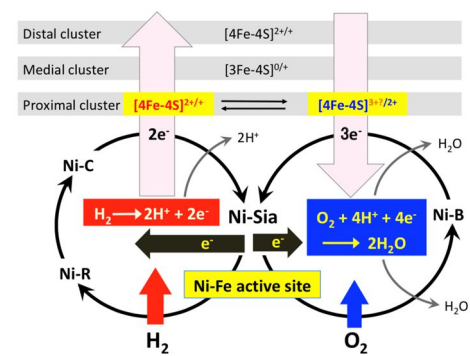 Distal cluster [4Fe-4S]2+/+
Medial cluster [3Fe-4S]0/+
Proximal cluster [4Fe-4S]2+/+ [4Fe-4S]3+?/2+
2e- 3e-
2H+ H2O
Ni-C
H2 → 2H+ + 2e- Ni-Sia O2 + 4H+ + 4e- Ni-B
→ 2H2O
e- e-
Ni-R Ni-Fe active site
H2O
H2 O2